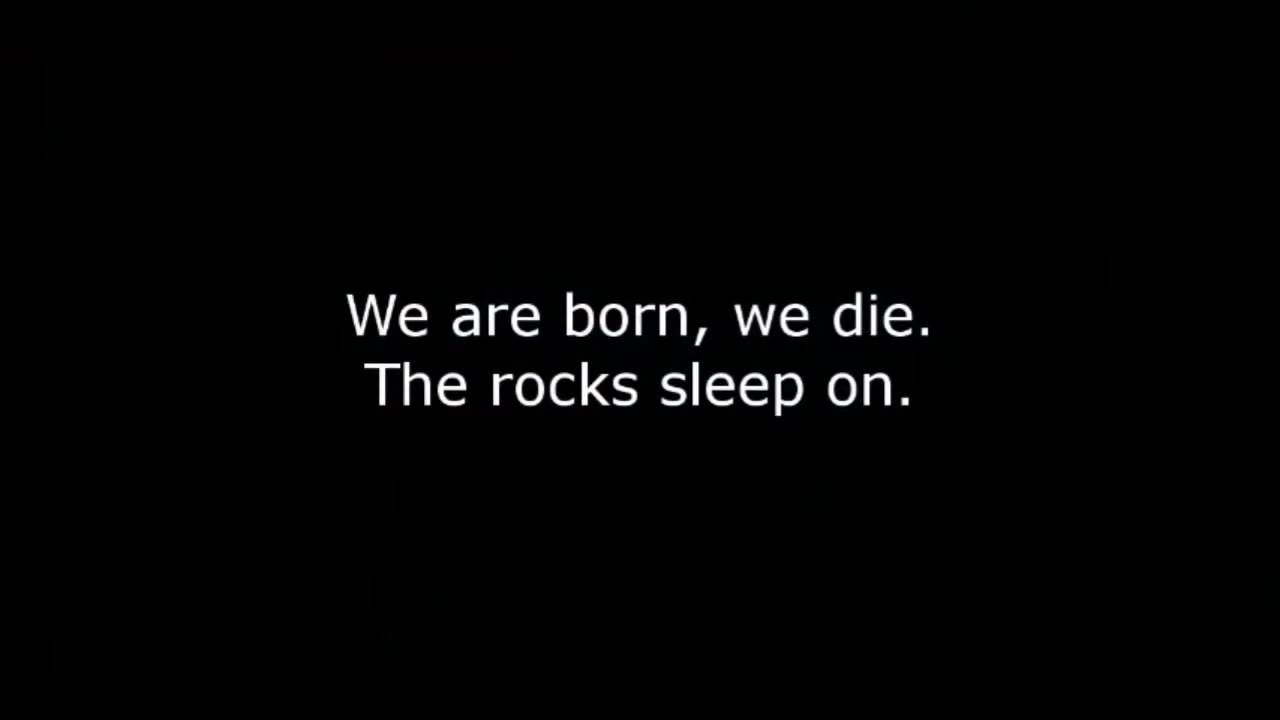 We are born, we die.
The rocks sleep on.